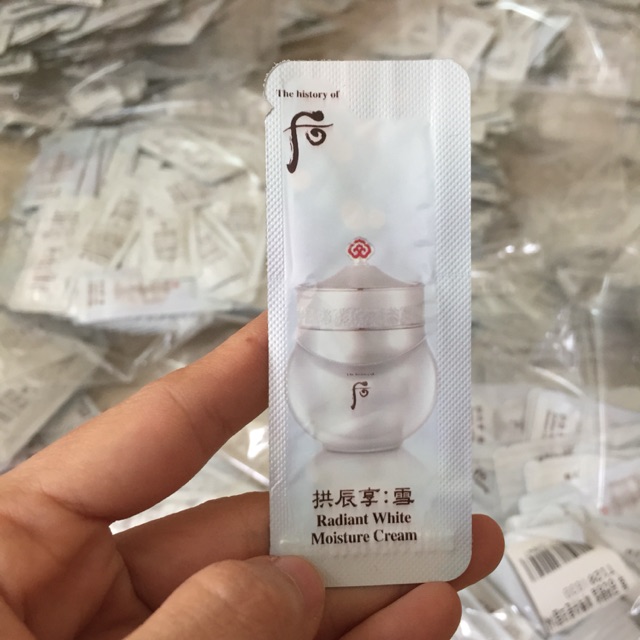 The history of
后
后
拱辰享:雪
Radiant White
Moisture Cream